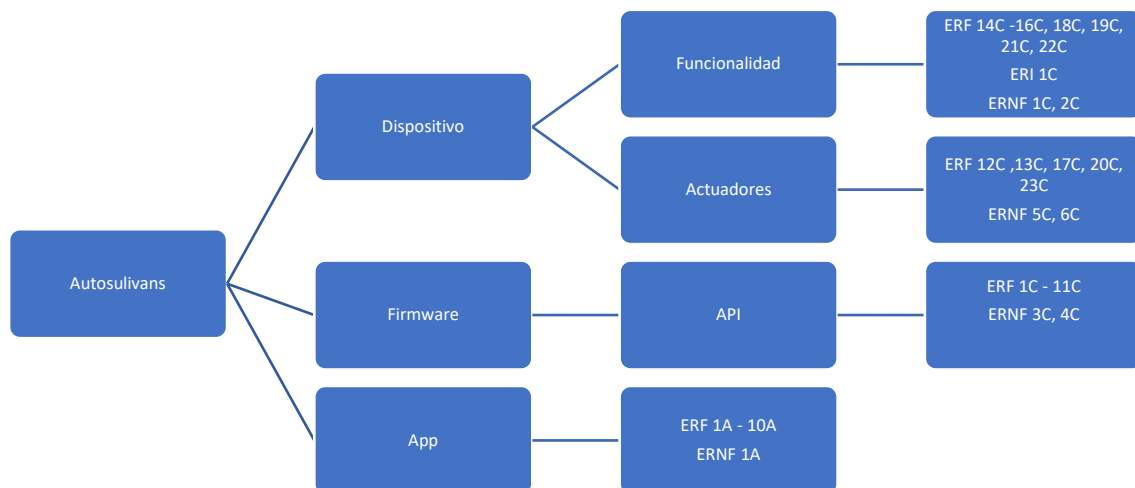 Autosulivans
Dispositivo
Funcionalidad
ERF 14C -16C, 18C, 19C,
21C, 22C
ERI 1C
ERNF 1C, 2C
Actuadores
ERF 12C ,13C, 17C, 20C,
23C
ERNF 5C, 6C
Firmware
API
ERF 1C - 11C
ERNF 3C, 4C
App
ERF 1A - 10A
ERNF 1A